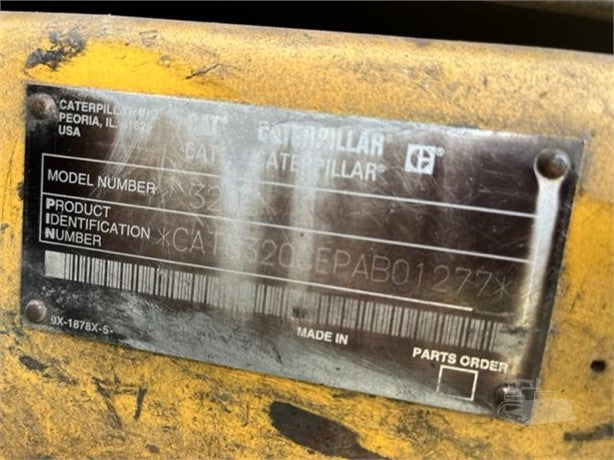 CATERPILLAR
PEORIA, IL.
USA
CAT® CATERPILLAR®
CAT CATERPILLAR®
MODEL NUMBER
PRODUCT
IDENTIFICATION
NUMBER
9X-1878X-5-
MADE IN
PARTS ORDER